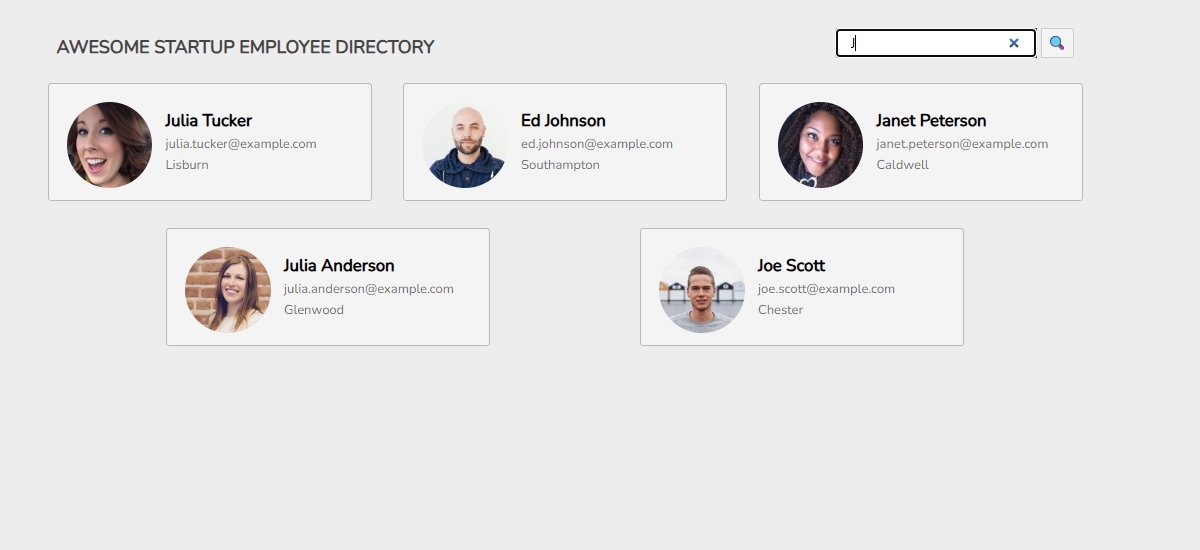 AWESOME STARTUP EMPLOYEE DIRECTORY
J
Julia Tucker
julia.tucker@example.com
Lisburn
Ed Johnson
ed.johnson@example.com
Southampton
Janet Peterson
janet.peterson@example.com
Caldwell
Julia Anderson
julia.anderson@example.com
Glenwood
Joe Scott
joe.scott@example.com
Chester